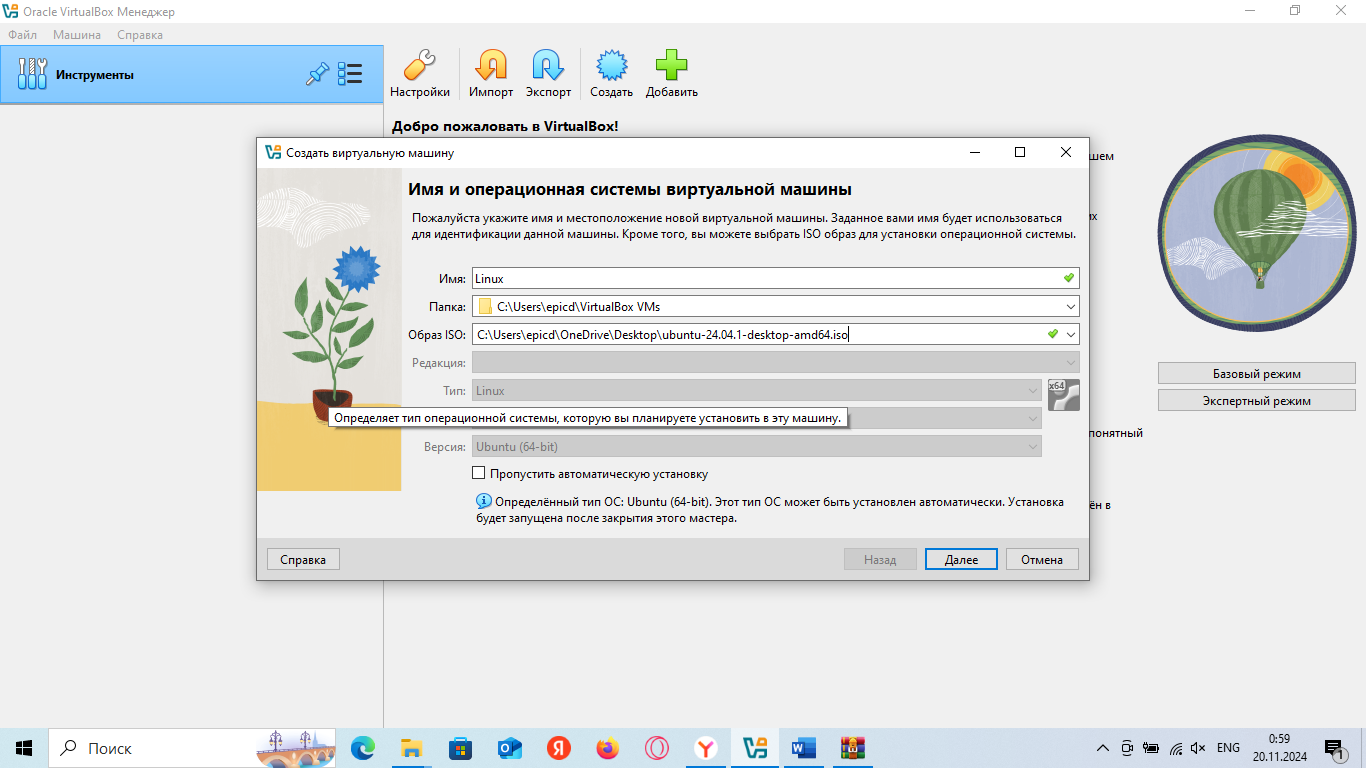 Oracle VirtualBox Менеджер
Файл Машина Справка
Инструменты
Настройки Импорт Экспорт Создать Добавить
Добро пожаловать в VirtualBox!
шем
их
Создать виртуальную машину
Имя и операционная системы виртуальной машины
Пожалуйста укажите имя и местоположение новой виртуальной машины. Заданное вами имя будет использоваться
для идентификации данной машины. Кроме того, вы можете выбрать ISO образ для установки операционной системы.
Имя: Linux
Папка: C:\Users\epicd\VirtualBox VMs
Образ ISO: C:\Users\epicd\OneDrive\Desktop\ubuntu-24.04.1-desktop-amd64.iso
Редакция:
Тип: Linux
x64
Определяет тип операционной системы, которую вы планируете установить в эту машину.
Версия: Ubuntu (64-bit)
Пропустить автоматическую установку
Определённый тип ОС: Ubuntu (64-bit). Этот тип ОС может быть установлен автоматически. Установка
будет запущена после закрытия этого мастера.
Справка Назад Далее Отмена
Базовый режим
Экспертный режим
понятный
ён в
Поиск
ENG
0:59
20.11.2024
1